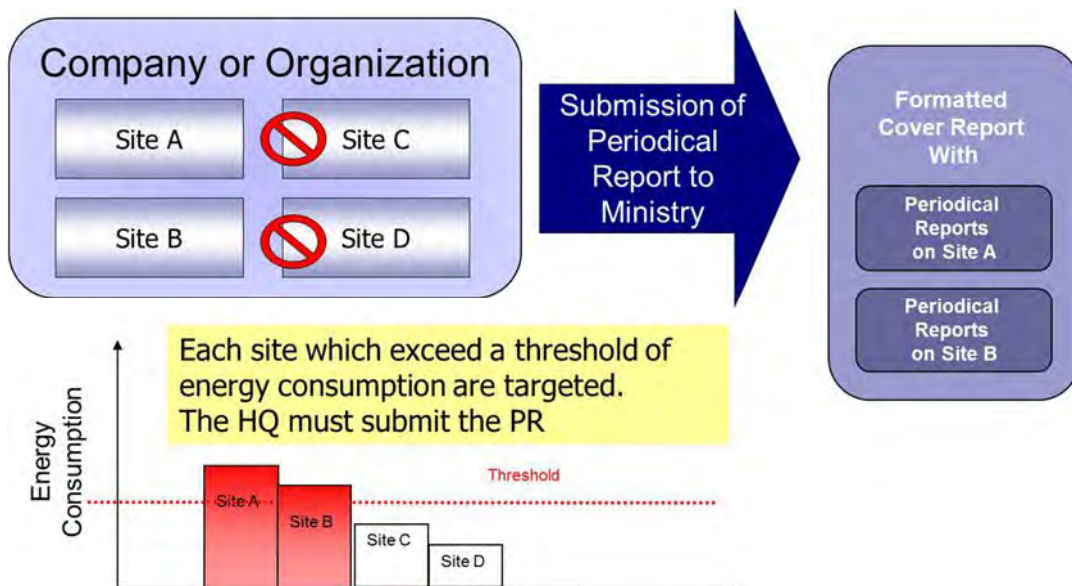 Company or Organization
Site A
Site C
Site B
Site D
Submission of
Periodical
Report to
Ministry
Formatted
Cover Report
With
Periodical
Reports
on Site A
Periodical
Reports
on Site B
Each site which exceed a threshold of
energy consumption are targeted.
The HQ must submit the PR
Energy
Consumption
Threshold
Site A
Site B
Site C
Site D